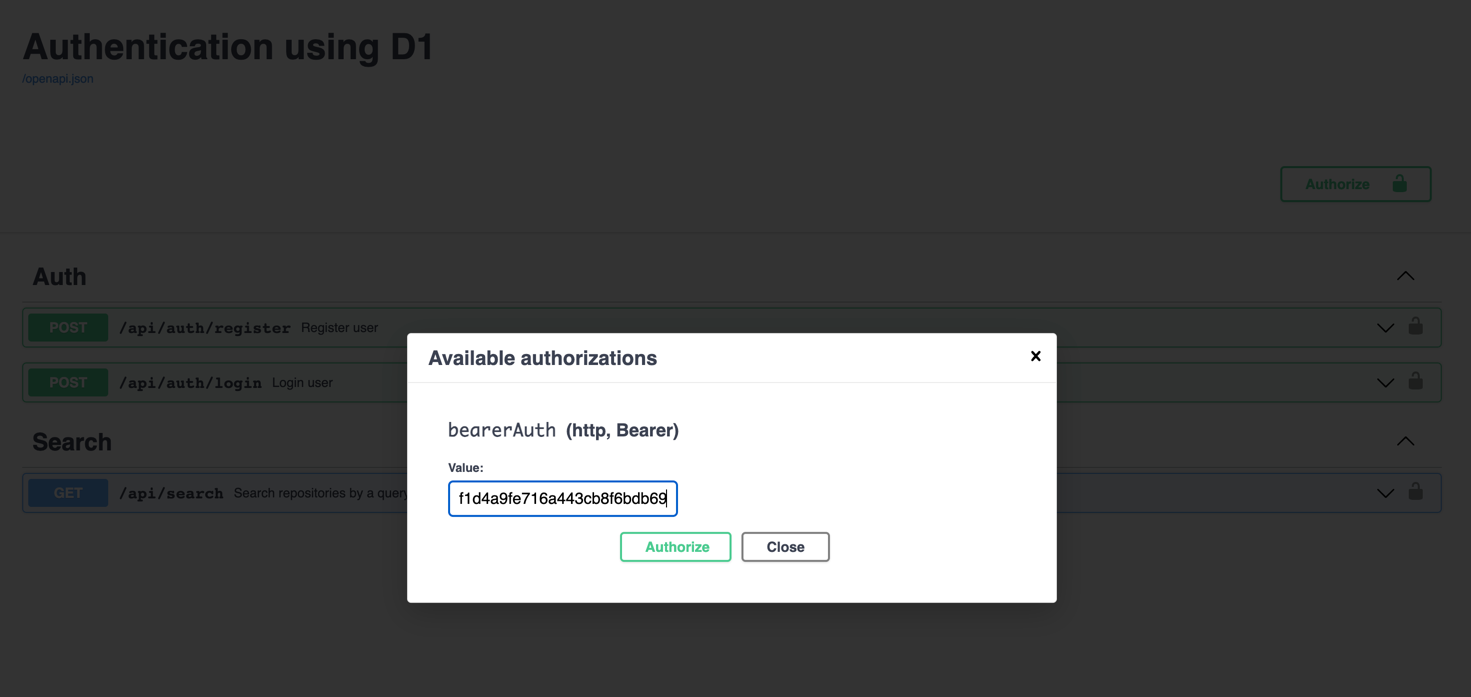 Authentication using D1
/openapi.json
Authorize
Auth
POST /api/auth/register Register user
POST /api/auth/login Login user
Search
GET /api/search Search repositories by a query
Available authorizations
bearerAuth (http, Bearer)
Value:
f1d4a9fe716a443cb8f6bdb69
Authorize Close